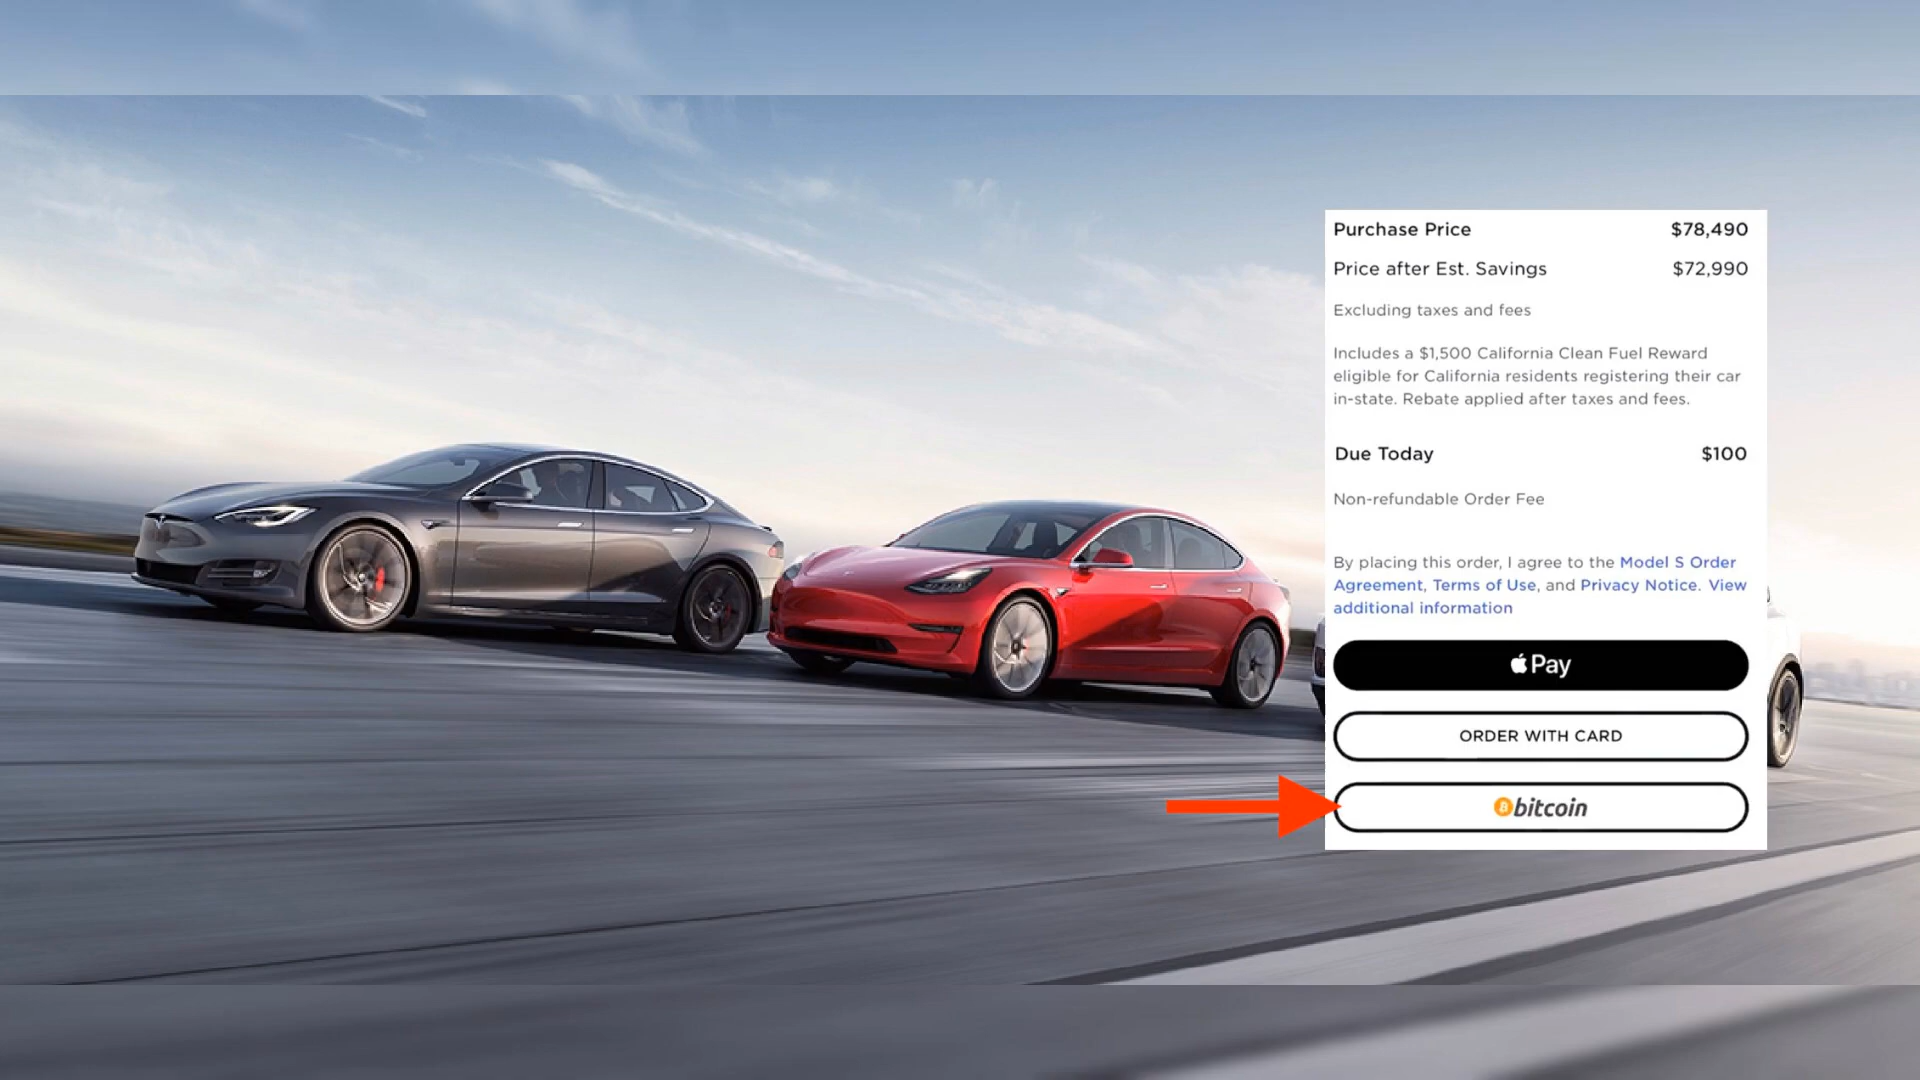 Purchase Price $78,490
Price after Est. Savings $72,990
Excluding taxes and fees
Includes a $1,500 California Clean Fuel Reward
eligible for California residents registering their car
in-state. Rebate applied after taxes and fees.
Due Today $100
Non-refundable Order Fee
By placing this order, I agree to the Model S Order
Agreement, Terms of Use, and Privacy Notice. View
additional information
Pay
ORDER WITH CARD
bitcoin